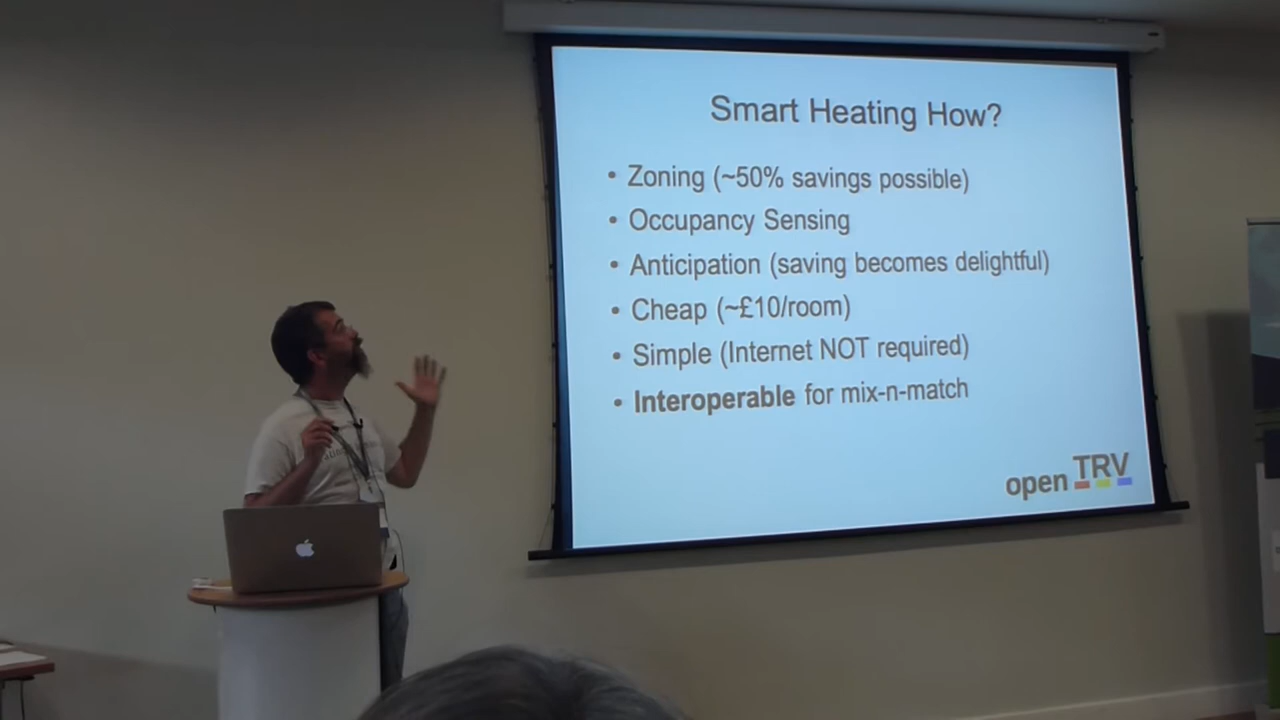 Smart Heating How?
• Zoning (~50% savings possible)
• Occupancy Sensing
• Anticipation (saving becomes delightful)
• Cheap (~£10/room)
• Simple (Internet NOT required)
• Interoperable for mix-n-match
open TRV